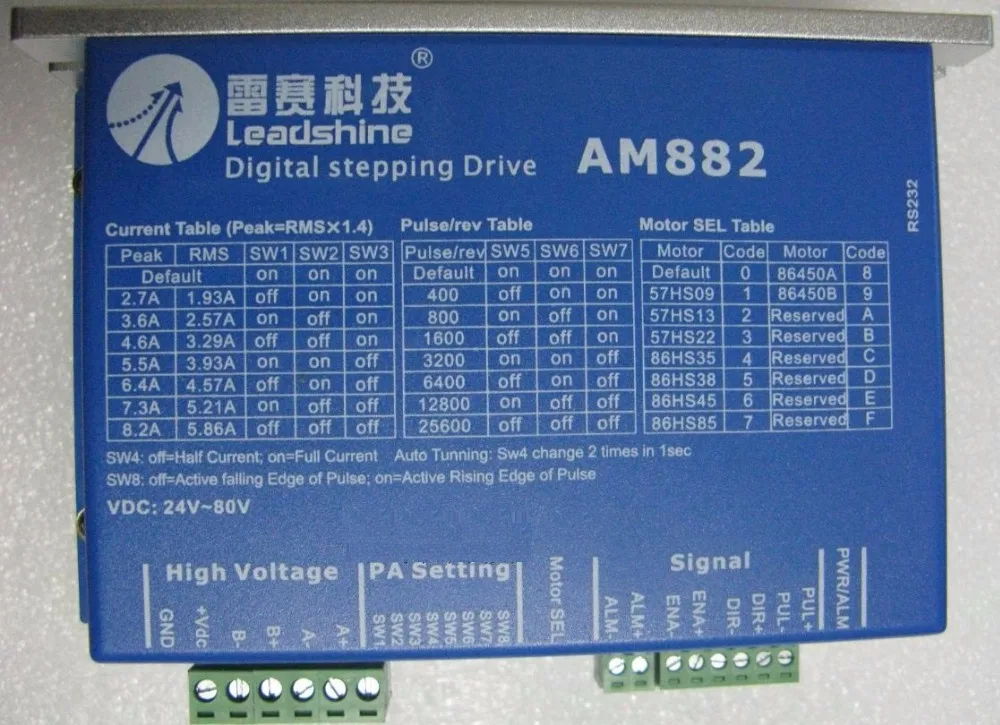 雷赛科技®
Leadshine
Digital stepping Drive AM882
RS232
Current Table (Peak=RMS×1.4)
Peak RMS SW1 SW2 SW3
Default on on on
2.7A 1.93A off on on
3.6A 2.57A on off on
4.6A 3.29A off off on
5.5A 3.93A on on off
6.4A 4.57A off on off
7.3A 5.21A on off off
8.2A 5.86A off off off
Pulse/rev Table
Pulse/rev SW5 SW6 SW7
Default on on on
400 off on on
800 on off on
1600 off off on
3200 on on off
6400 off on off
12800 on off off
25600 off off off
Motor SEL Table
Motor Code Motor Code
Default 0 86450A 8
57HS09 1 86450B 9
57HS13 2 Reserved A
57HS22 3 Reserved B
86HS35 4 Reserved C
86HS38 5 Reserved D
86HS45 6 Reserved E
86HS85 7 Reserved F
SW4: off=Half Current; on=Full Current Auto Tunning: Sw4 change 2 times in 1sec
SW8: off=Active falling Edge of Pulse; on=Active Rising Edge of Pulse
VDC: 24V~80V
High Voltage
GND
+Vdc
B-
B+
A-
A+
PA Setting
SW1
SW2
SW3
SW4
SW5
SW6
SW7
SW8
Motor SEL
Signal
ALM-
ALM+
ENA-
ENA+
DIR-
DIR+
PUL-
PUL+
PWR/ALM